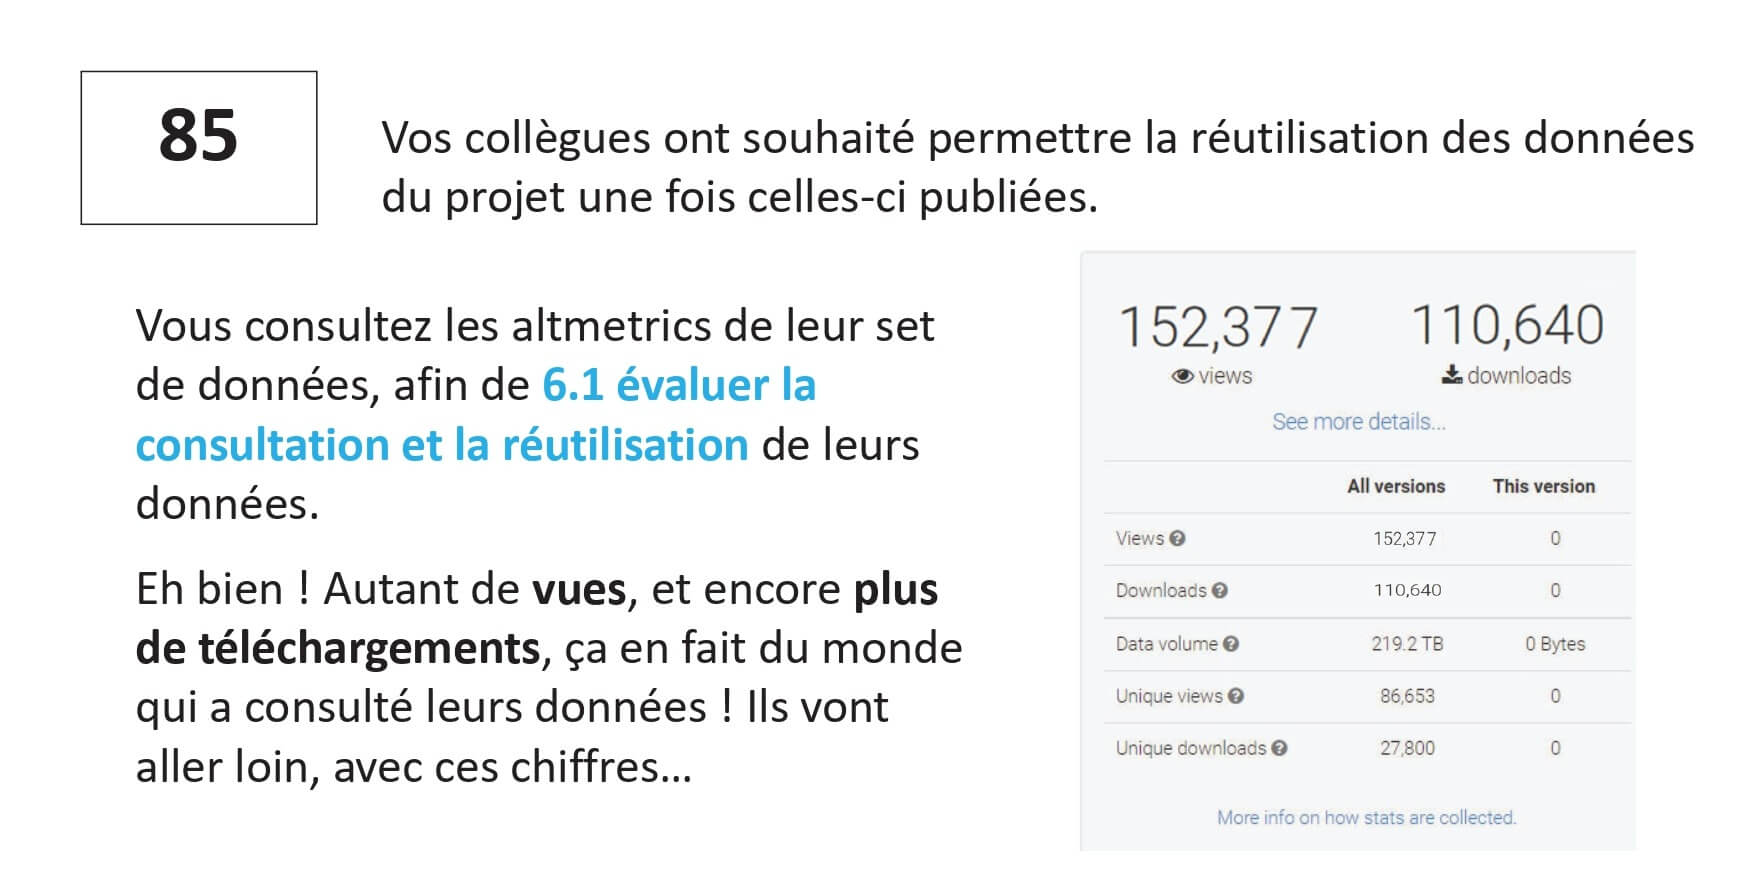 85
Vos collègues ont souhaité permettre la réutilisation des données
du projet une fois celles-ci publiées.
Vous consultez les altmetrics de leur set
de données, afin de 6.1 évaluer la
consultation et la réutilisation de leurs
données.
Eh bien ! Autant de vues, et encore plus
de téléchargements, ça en fait du monde
qui a consulté leurs données ! Ils vont
aller loin, avec ces chiffres...
152,377 110,640
views downloads
See more details...
All versions This version
Views 152,377 0
Downloads 110,640 0
Data volume 219.2 TB 0 Bytes
Unique views 86,653 0
Unique downloads 27,800 0
More info on how stats are collected.